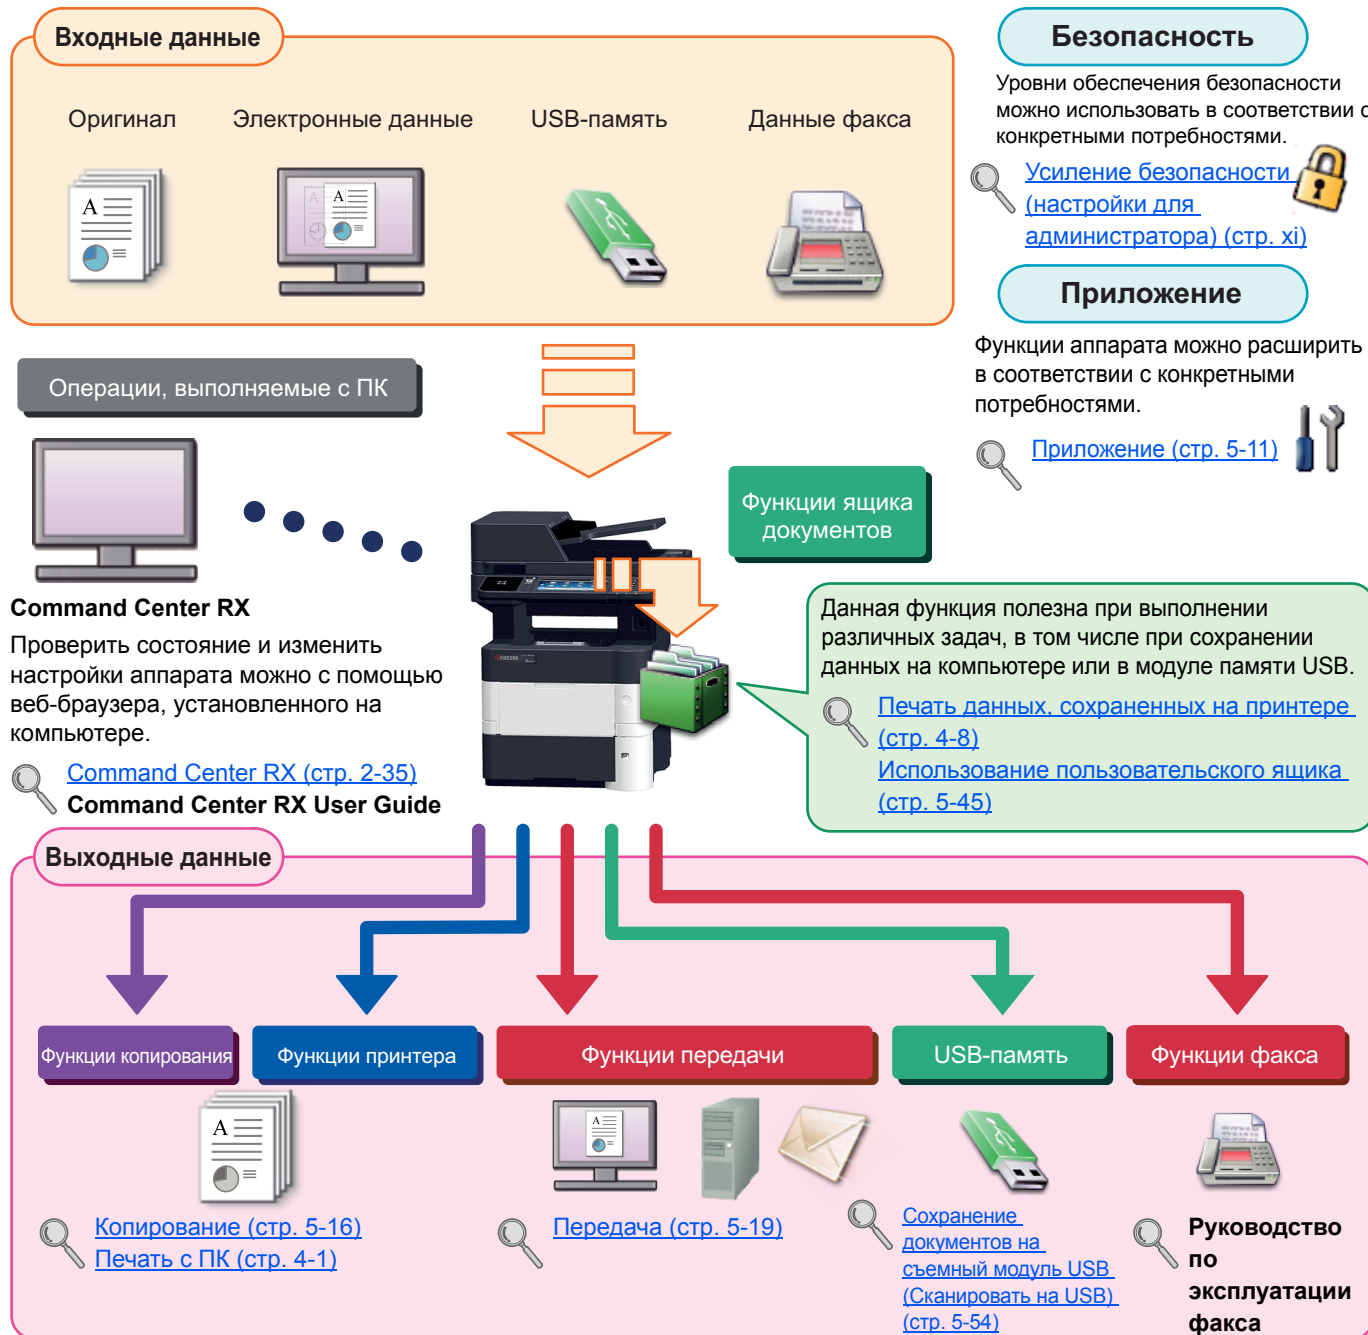 Входные данные
Оригинал
Электронные данные
USB-память
Данные факса
Безопасность
Уровни обеспечения безопасности
можно использовать в соответствии с
конкретными потребностями.
Усиление безопасности
(настройки для
администратора) (стр. xi)
Приложение
Функции аппарата можно расширить
в соответствии с конкретными
потребностями.
Приложение (стр. 5-11)
Операции, выполняемые с ПК
Command Center RX
Проверить состояние и изменить
настройки аппарата можно с помощью
веб-браузера, установленного на
компьютере.
Command Center RX (стр. 2-35)
Command Center RX User Guide
Функции ящика
документов
Данная функция полезна при выполнении
различных задач, в том числе при сохранении
данных на компьютере или в модуле памяти USB.
Печать данных, сохраненных на принтере
(стр. 4-8)
Использование пользовательского ящика
(стр. 5-45)
Выходные данные
Функции копирования
Функции принтера
Функции передачи
USB-память
Функции факса
Копирование (стр. 5-16)
Печать с ПК (стр. 4-1)
Передача (стр. 5-19)
Сохранение
документов на
съемный модуль USB
(Сканировать на USB)
(стр. 5-54)
Руководство
по
эксплуатации
факса